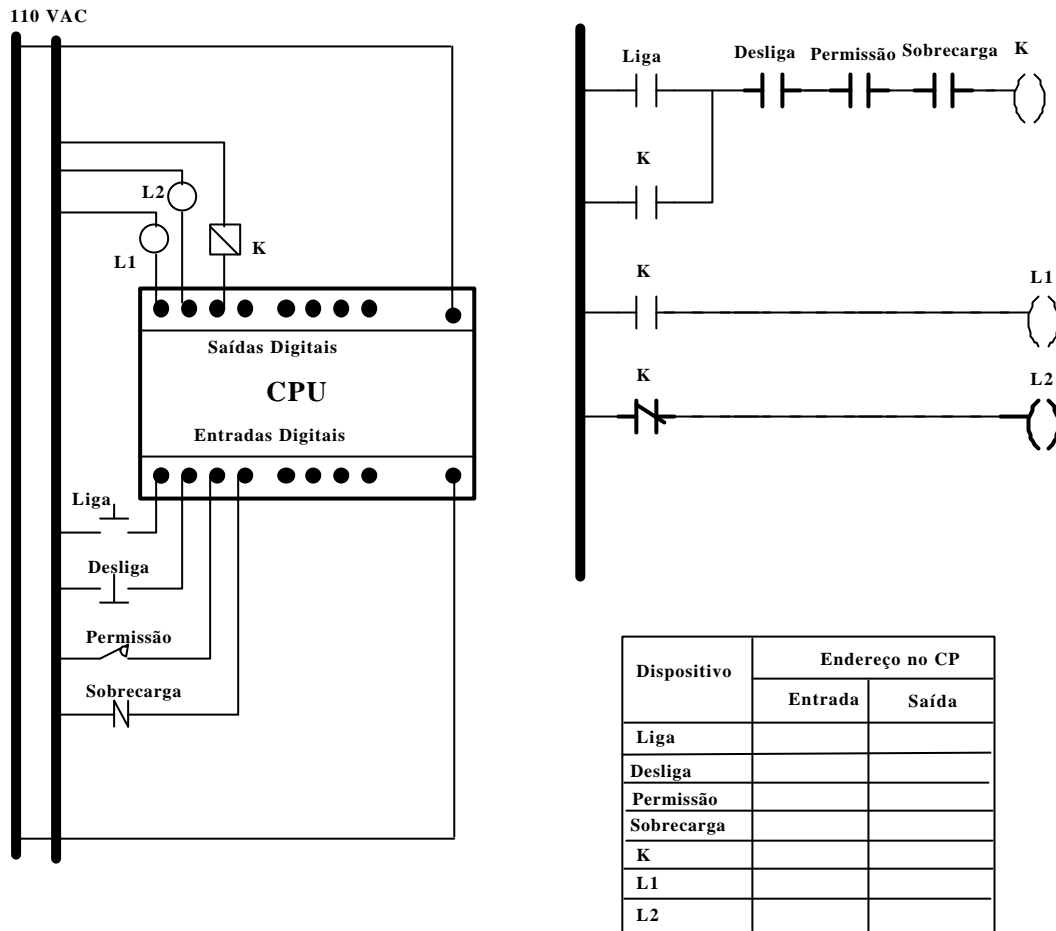 110 VAC
L2
L1
K
Saídas Digitais
CPU
Entradas Digitais
Liga
Desliga
Permissão
Sobrecarga
Liga
Desliga
Permissão
Sobrecarga
K
K
K
L1
K
L2
Dispositivo
Endereço no CP
Entrada
Saída
Liga
Desliga
Permissão
Sobrecarga
K
L1
L2